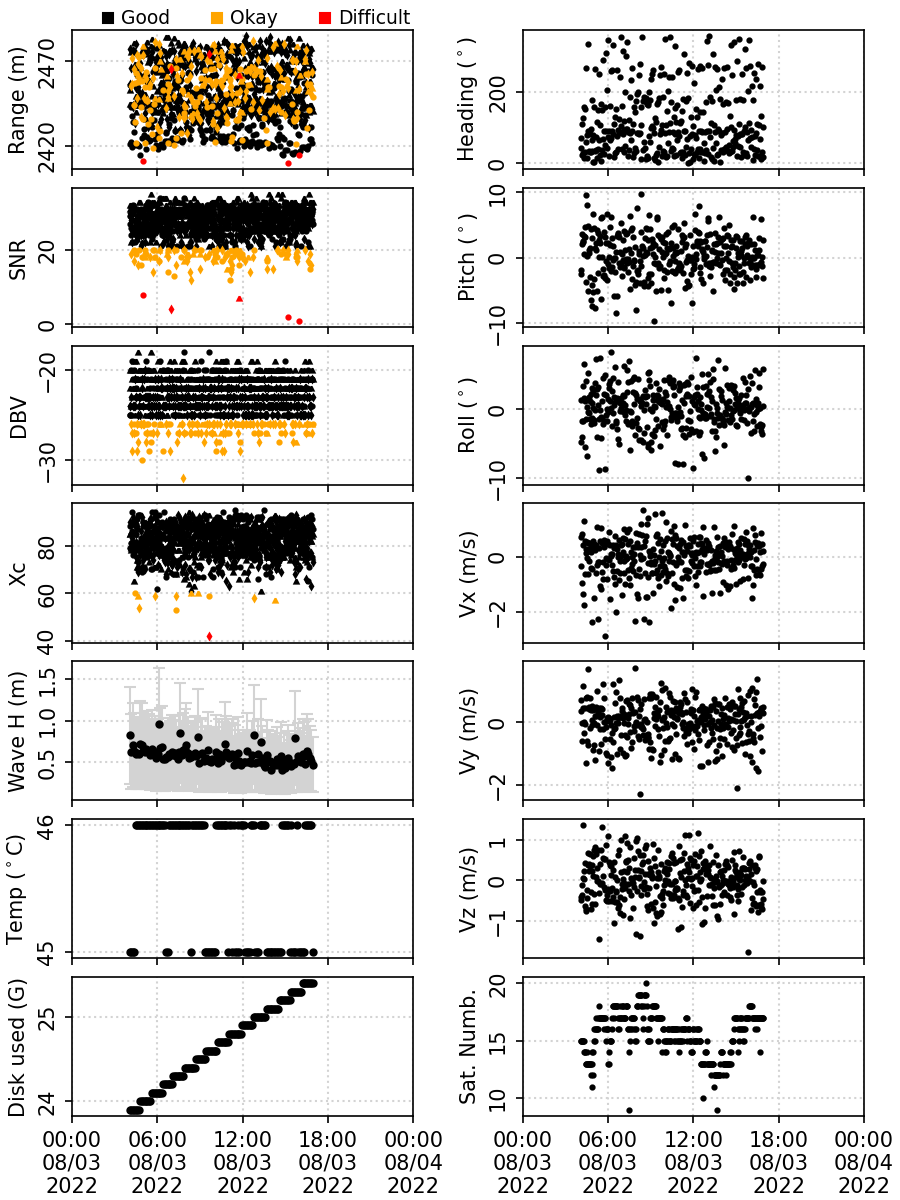 Good Okay Difficult
Range (m)
2470
2420
Heading (°)
200
0
SNR
20
0
Pitch (°)
10
0
−10
DBV
−20
−30
Roll (°)
0
−10
Xc
80
60
40
Vx (m/s)
0
−2
Wave H (m)
1.5
1.0
0.5
Vy (m/s)
0
−2
Temp (°C)
46
45
Vz (m/s)
1
0
−1
Disk used (G)
25
24
Sat. Numb.
20
15
10
00:00 06:00 12:00 18:00 00:00
08/03 08/03 08/03 08/03 08/04
2022 2022 2022 2022 2022
00:00 06:00 12:00 18:00 00:00
08/03 08/03 08/03 08/03 08/04
2022 2022 2022 2022 2022